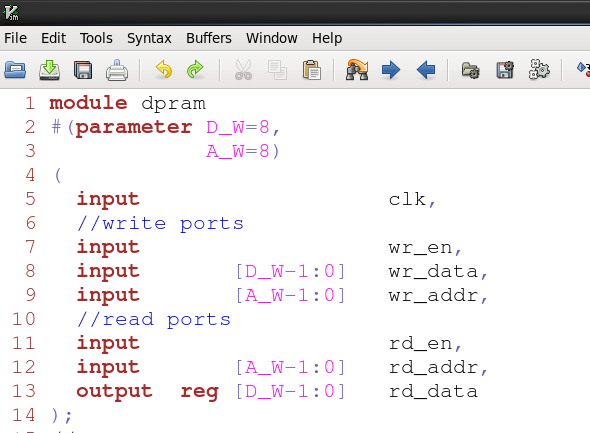 File Edit Tools Syntax Buffers Window Help
1 module dpram
2 #(parameter D_W=8,
3 A_W=8)
4 (
5 input clk,
6 //write ports
7 input wr_en,
8 input [D_W-1:0] wr_data,
9 input [A_W-1:0] wr_addr,
10 //read ports
11 input rd_en,
12 input [A_W-1:0] rd_addr,
13 output reg [D_W-1:0] rd_data
14 );